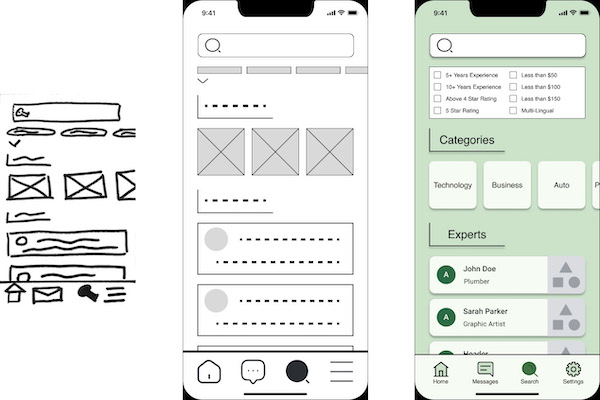 9:41
9:41
5+ Years Experience
Less than $50
10+ Years Experience
Less than $100
Above 4 Star Rating
Less than $150
5 Star Rating
Multi-Lingual
Categories
Technology
Business
Auto
P
Experts
A
John Doe
Plumber
A
Sarah Parker
Graphic Artist
Header
Home
Messages
Search
Settings